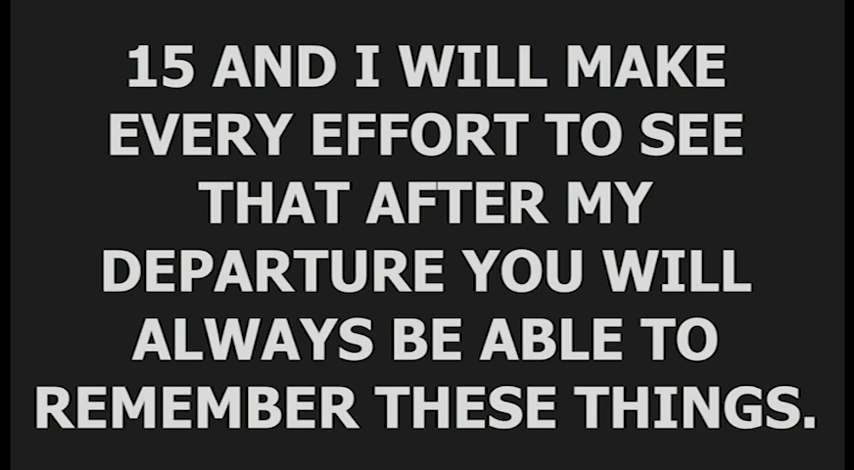 15 AND I WILL MAKE
EVERY EFFORT TO SEE
THAT AFTER MY
DEPARTURE YOU WILL
ALWAYS BE ABLE TO
REMEMBER THESE THINGS.